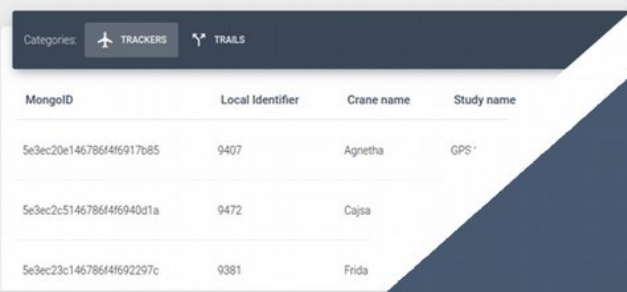 Categories: TRACKERS TRAILS
MongoID Local Identifier Crane name Study name
5e3ec20e146786f4f6917b85 9407 Agnetha GPS
5e3ec2c5146786f4f6940d1a 9472 Cajsa
5e3ec23c146786f4f692297c 9381 Frida